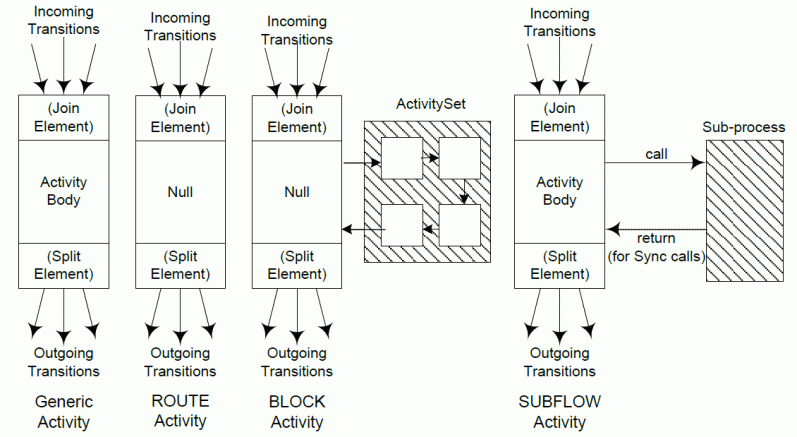 Incoming
Transitions
(Join
Element)
Activity
Body
(Split
Element)
Outgoing
Transitions
Generic
Activity
Incoming
Transitions
(Join
Element)
Null
(Split
Element)
Outgoing
Transitions
ROUTE
Activity
Incoming
Transitions
(Join
Element)
Null
(Split
Element)
Outgoing
Transitions
BLOCK
Activity
ActivitySet
Incoming
Transitions
(Join
Element)
Activity
Body
(Split
Element)
Outgoing
Transitions
SUBFLOW
Activity
call
return
(for Sync calls)
Sub-process